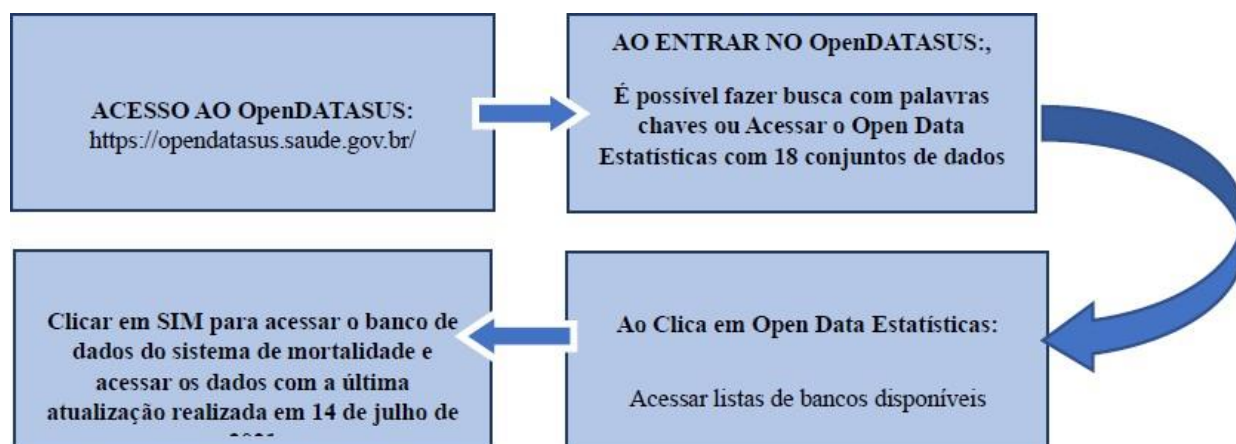 ACESSO AO OpenDATASUS:
https://opendatasus.saude.gov.br/
AO ENTRAR NO OpenDATASUS:,
É possível fazer busca com palavras
chaves ou Acessar o Open Data
Estatísticas com 18 conjuntos de dados
Ao Clica em Open Data Estatísticas:
Acessar listas de bancos disponíveis
Clicar em SIM para acessar o banco de
dados do sistema de mortalidade e
acessar os dados com a última
atualização realizada em 14 de julho de